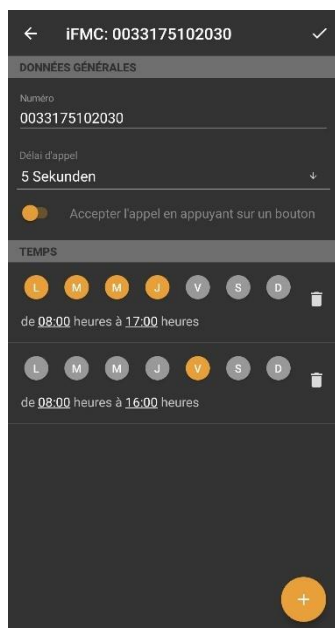 iFMC: 0033175102030
DONNÉES GÉNÉRALES
Numéro
0033175102030
Délai d'appel
5 Sekunden
Accepter l'appel en appuyant sur un bouton
TEMPS
L M M J V S D
de 08:00 heures à 17:00 heures
L M M J V S D
de 08:00 heures à 16:00 heures
+